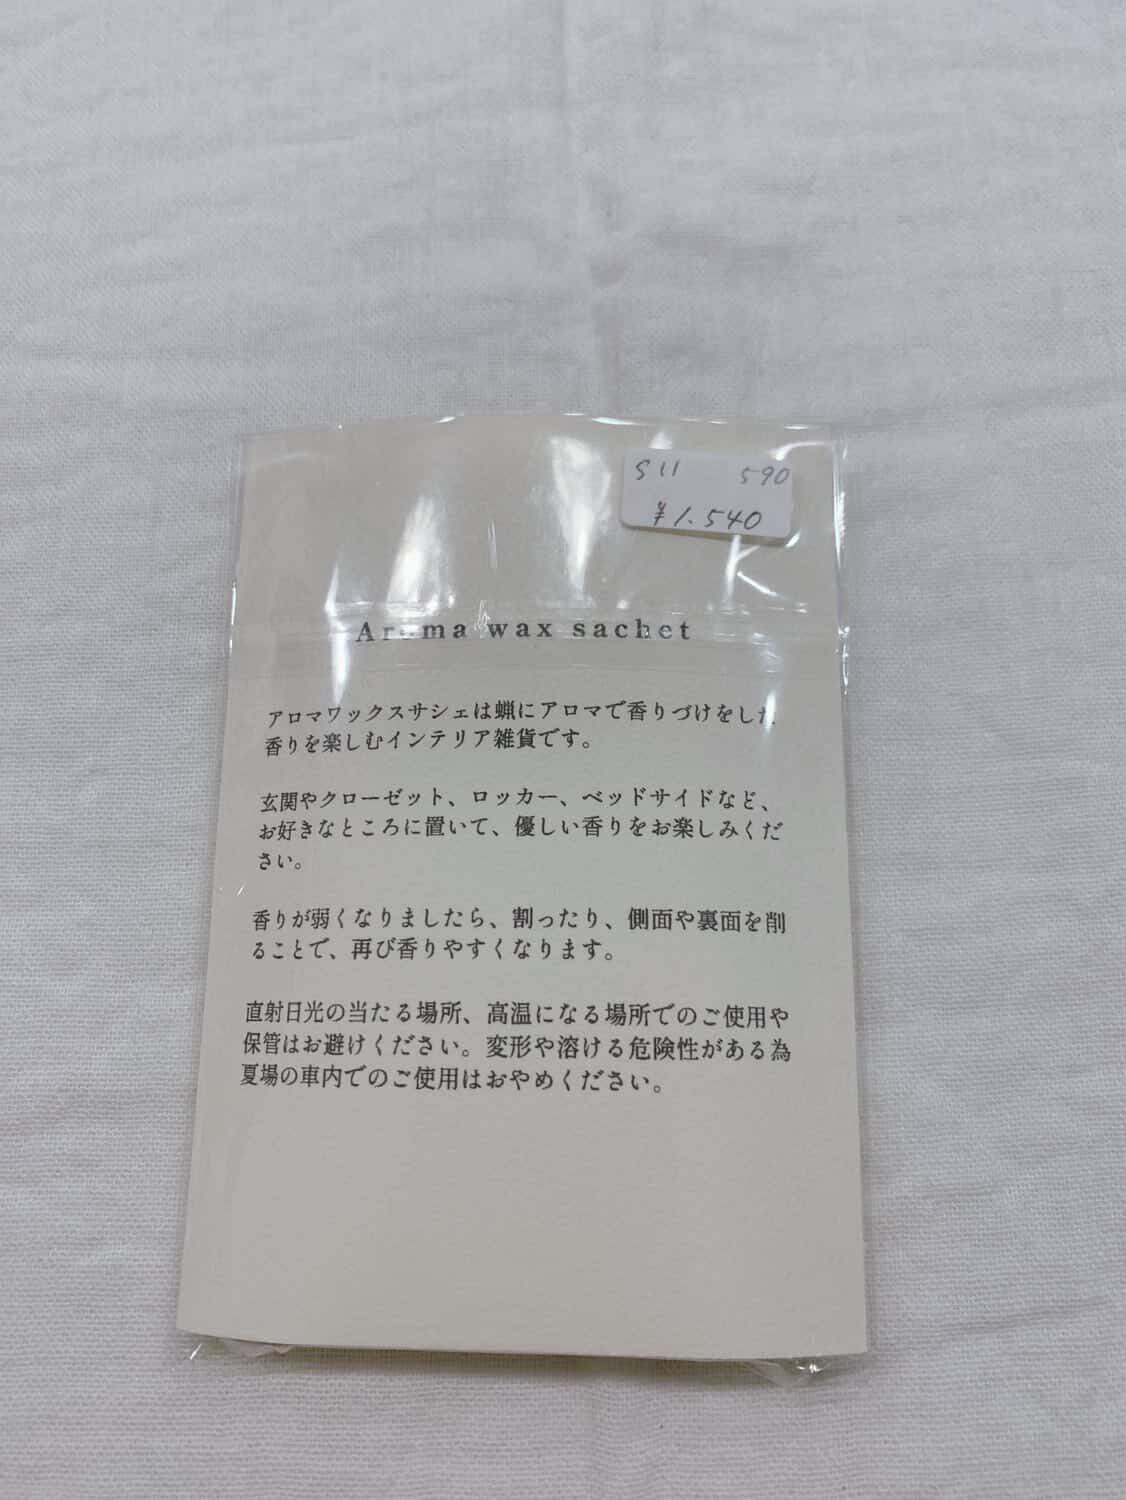 S11 590
¥1.540
Aroma wax sachet
アロマワックスサシェは蝋にアロマで香りづけをした
香りを楽しむインテリア雑貨です。
玄関やクローゼット、ロッカー、ベッドサイドなど、
お好きなところに置いて、優しい香りをお楽しみくだ
さい。
香りが弱くなりましたら、割ったり、側面や裏面を削
ることで、再び香りやすくなります。
直射日光の当たる場所、高温になる場所でのご使用や
保管はお避けください。変形や溶ける危険性がある為
夏場の車内でのご使用はおやめください。